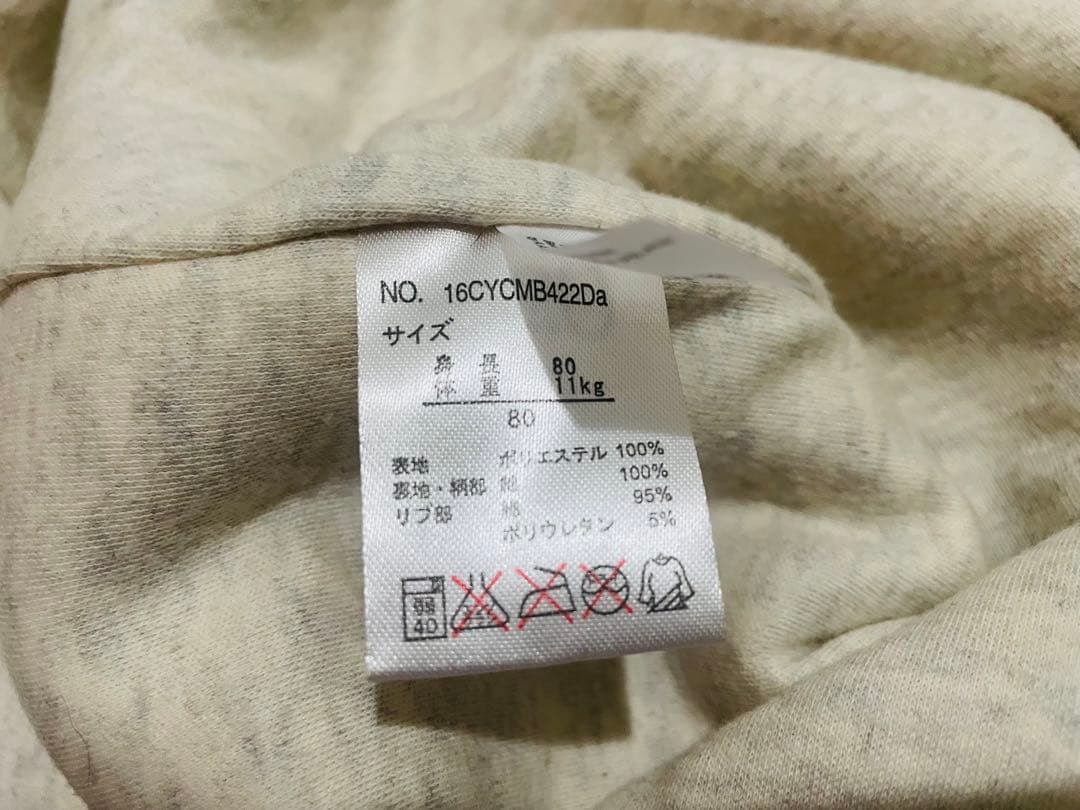 NO. 16CYCMB422Da
サイズ
身長 80
体重 11kg
80
表地 ポリエステル 100%
裏地・柄部 綿 100%
リブ部 綿 95%
ポリウレタン 5%
40